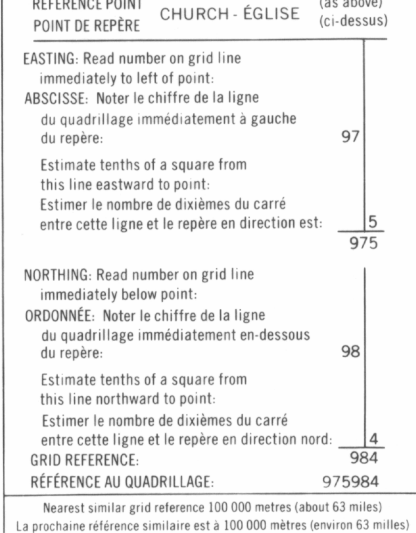 REFERENCE POINT CHURCH - ÉGLISE (as above)
POINT DE REPÈRE (ci-dessus)
EASTING: Read number on grid line
immediately to left of point:
ABSCISSE: Noter le chiffre de la ligne
du quadrillage immédiatement à gauche
du repère: 97
Estimate tenths of a square from
this line eastward to point:
Estimer le nombre de dixièmes du carré
entre cette ligne et le repère en direction est: 5
975
NORTHING: Read number on grid line
immediately below point:
ORDONNÉE: Noter le chiffre de la ligne
du quadrillage immédiatement en-dessous
du repère: 98
Estimate tenths of a square from
this line northward to point:
Estimer le nombre de dixièmes du carré
entre cette ligne et le repère en direction nord: 4
GRID REFERENCE: 984
RÉFÉRENCE AU QUADRILLAGE: 975984
Nearest similar grid reference 100 000 metres (about 63 miles)
La prochaine référence similaire est à 100 000 mètres (environ 63 milles)